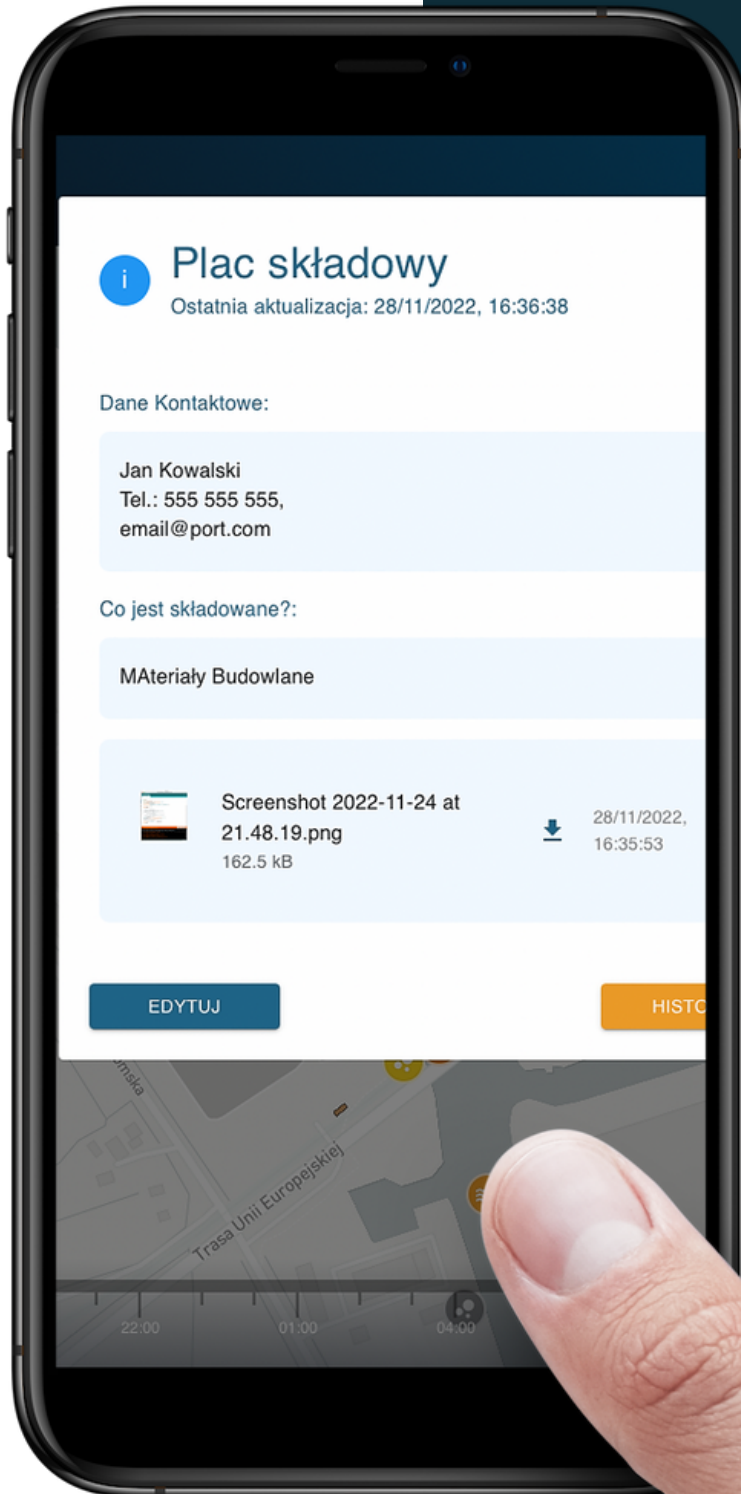 i
Plac składowy
Ostatnia aktualizacja: 28/11/2022, 16:36:38
Dane Kontaktowe:
Jan Kowalski
Tel.: 555 555 555,
email@port.com
Co jest składowane?:
MAteriały Budowlane
Screenshot 2022-11-24 at
21.48.19.png
162.5 kB
28/11/2022,
16:35:53
EDYTUJ
HISTO
omska
Trasa Unii Europejskiej
22:00
01:00
04:00